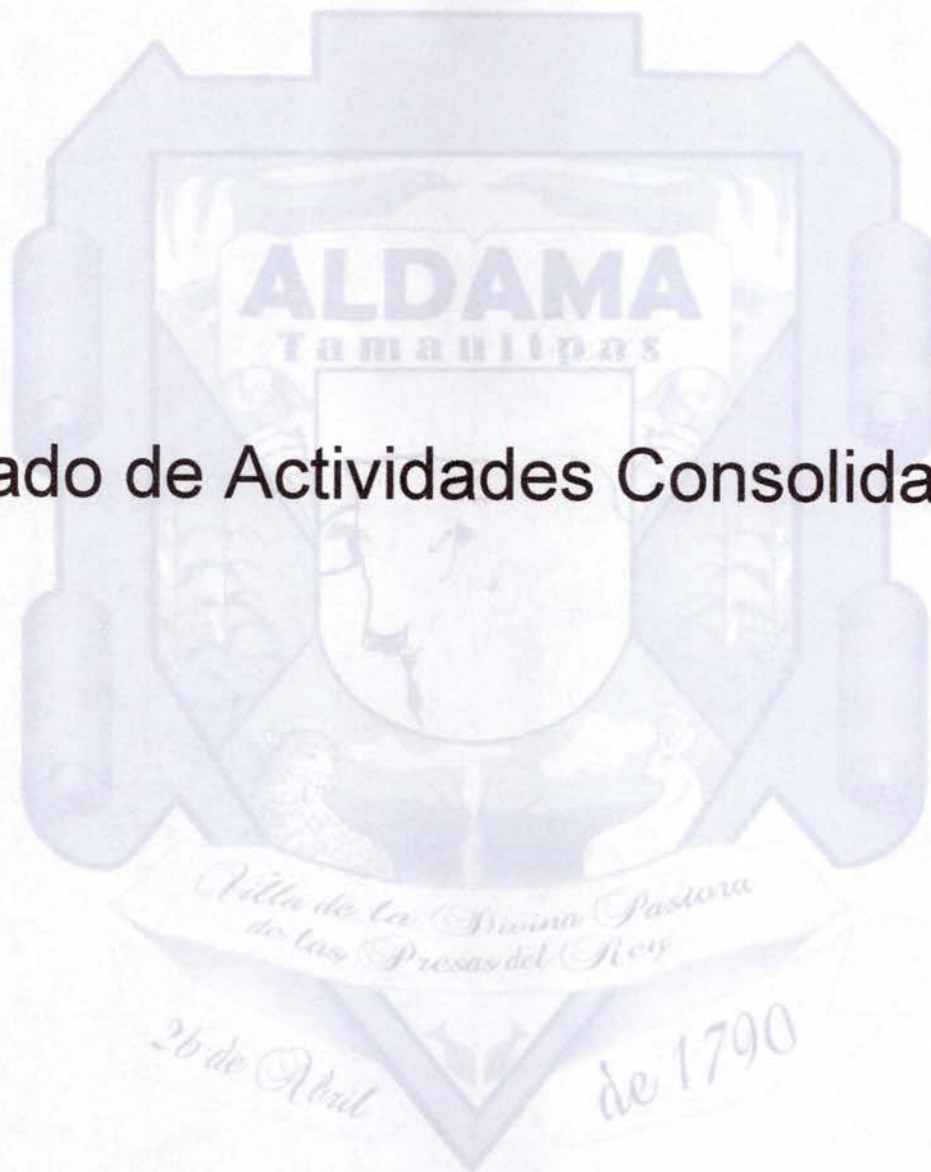 ALDAMA
Tamaulipas
ado de Actividades Consolida
Villa de la Divina Pastora
de las Presas del Rey
26 de Abril
de 1790